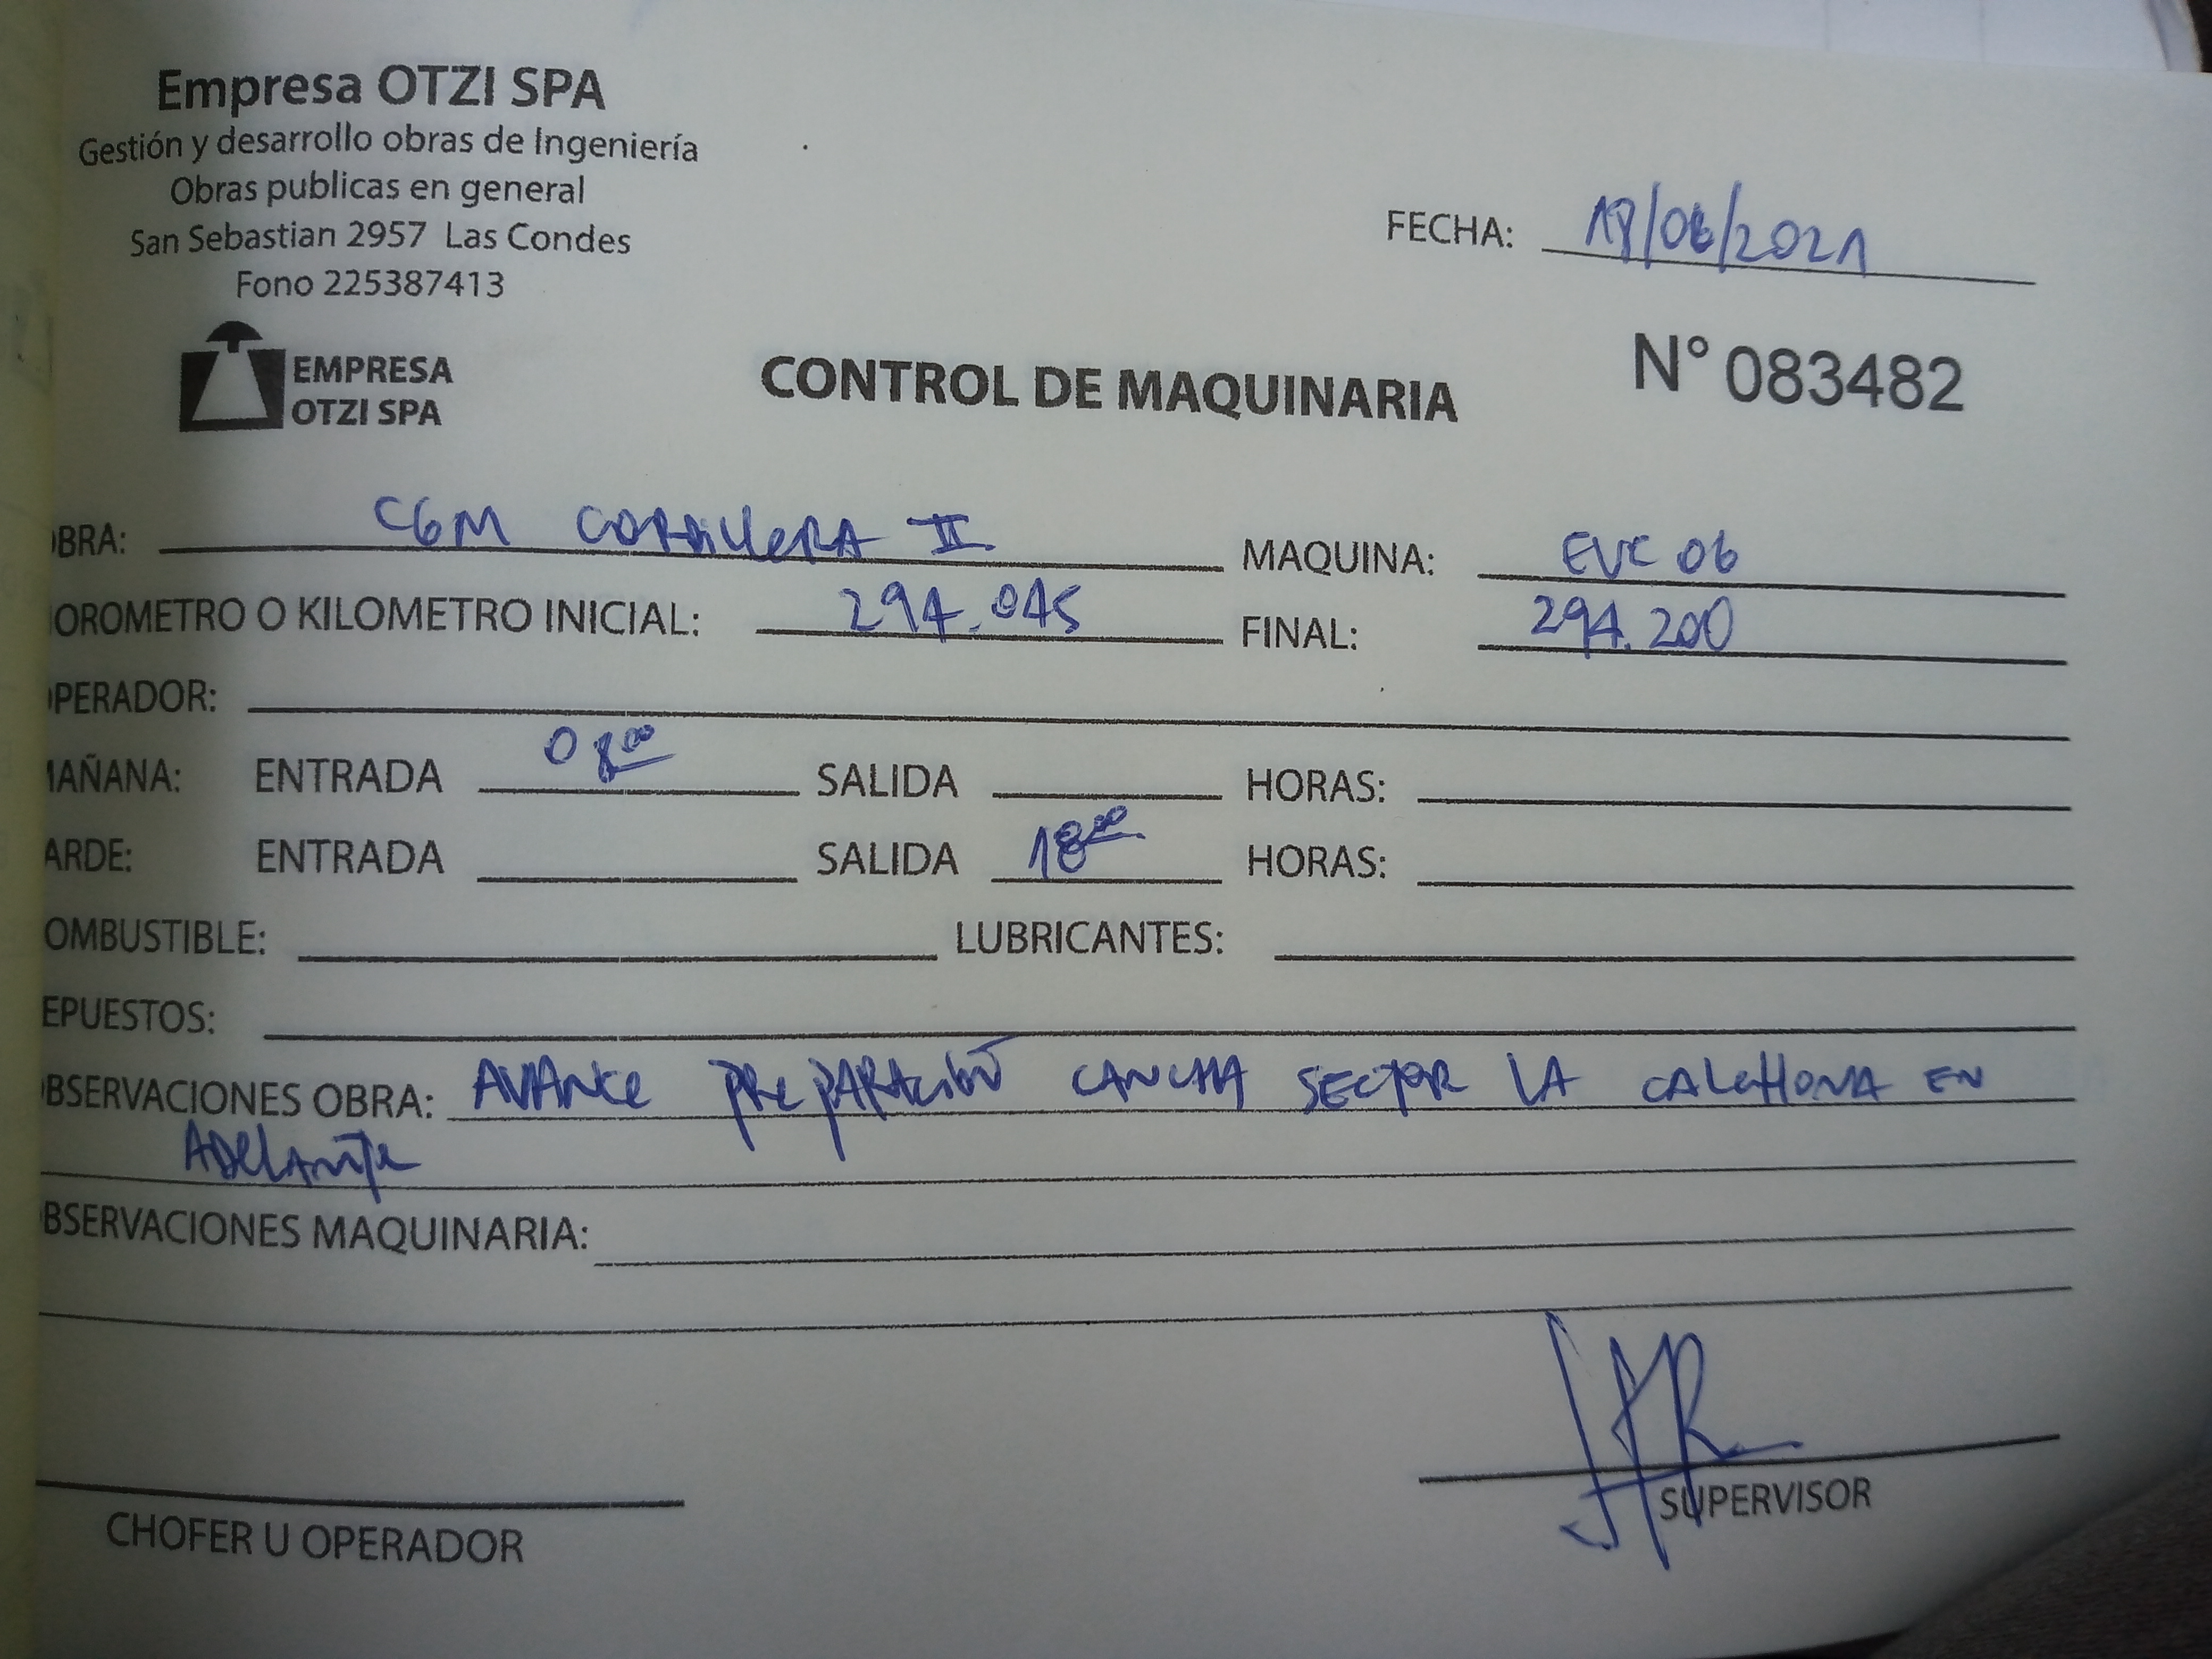 Empresa OTZI SPA
Gestión y desarrollo obras de Ingeniería
Obras publicas en general
San Sebastian 2957 Las Condes
Fono 225387413
FECHA: 18/06/2021
EMPRESA
OTZI SPA
CONTROL DE MAQUINARIA
N° 083482
BRA: CGM CORDILLERA II MAQUINA: EVC 06
OROMETRO O KILOMETRO INICIAL: 294.045 FINAL: 294.200
PERADOR:
AÑANA: ENTRADA 08 00 SALIDA HORAS:
ARDE: ENTRADA SALIDA 18 00 HORAS:
OMBUSTIBLE: LUBRICANTES:
EPUESTOS:
BSERVACIONES OBRA: AVANCE PREPARACIÓN CANCHA SECTOR LA CALCHONA EN
ADELANTE
BSERVACIONES MAQUINARIA:
CHOFER U OPERADOR
SUPERVISOR